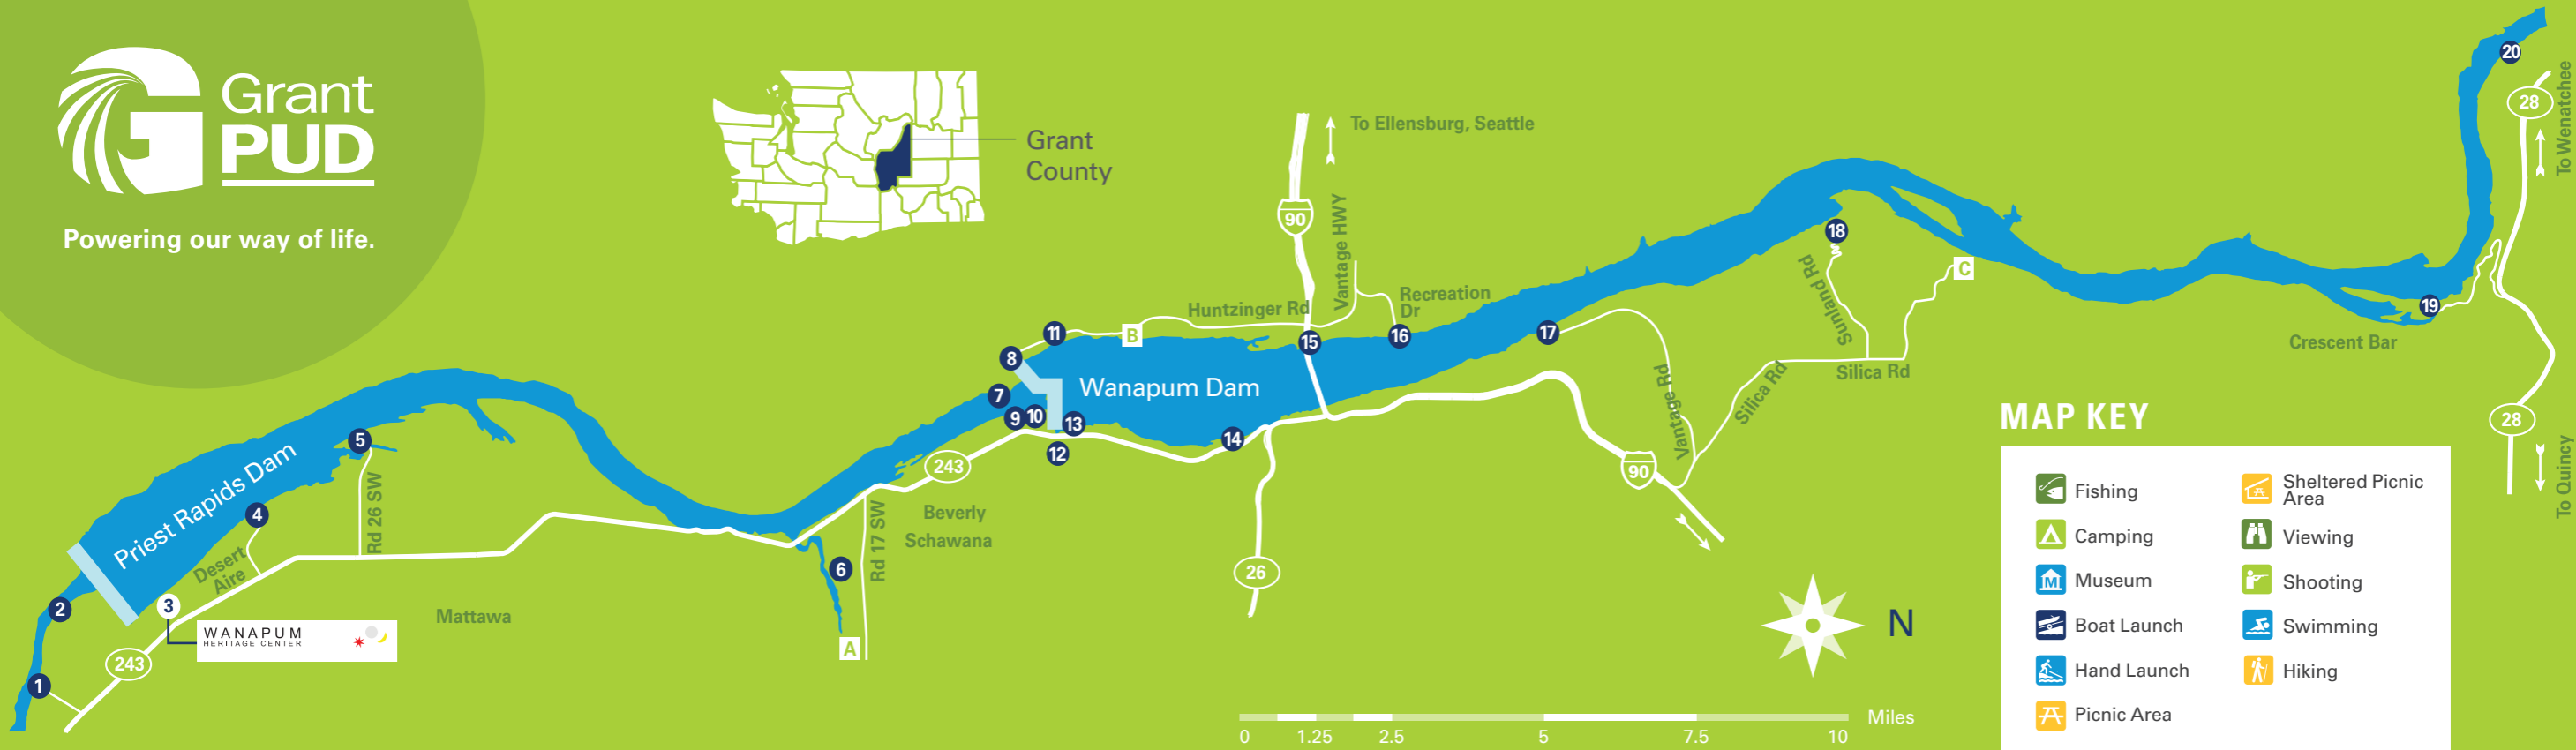 Grant
PUD
Powering our way of life.
Grant
County
To Ellensburg, Seattle
90
Vantage HWY
Huntzinger Rd
Recreation
Dr
Wanapum Dam
Priest Rapids Dam
Desert
Aire
Rd 26 SW
Mattawa
WANAPUM
HERITAGE CENTER
243
243
Beverly
Schawana
Rd 17 SW
26
90
Vantage Rd
Silica Rd
Silica Rd
Sunland Rd
Crescent Bar
28
To Wenatchee
28
To Quincy
1
2
3
4
5
6
7
8
9
10
11
12
13
14
15
16
17
18
19
20
A
B
C
N
Miles
0
1.25
2.5
5
7.5
10
MAP KEY
Fishing
Camping
M
Museum
Boat Launch
Hand Launch
Picnic Area
Sheltered Picnic
Area
Viewing
Shooting
Swimming
Hiking